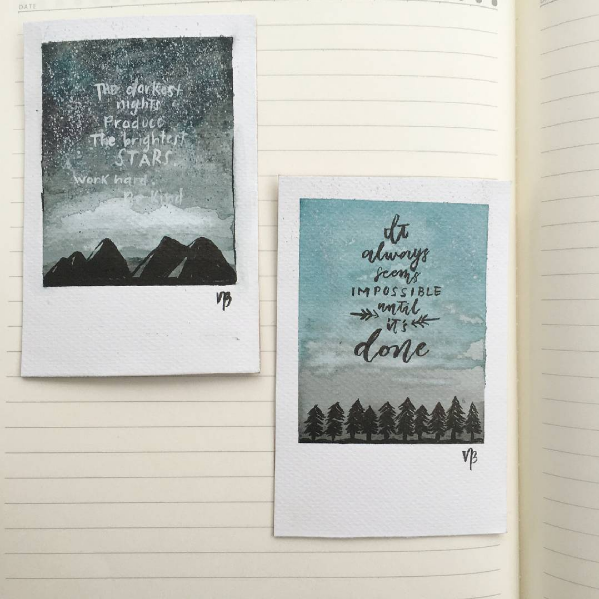 DATE
THE darkest
nights
Produce
The brightest
STARS
work hard.
Be Kind
VB
It
always
seems
IMPOSSIBLE
until
it's
done
VB